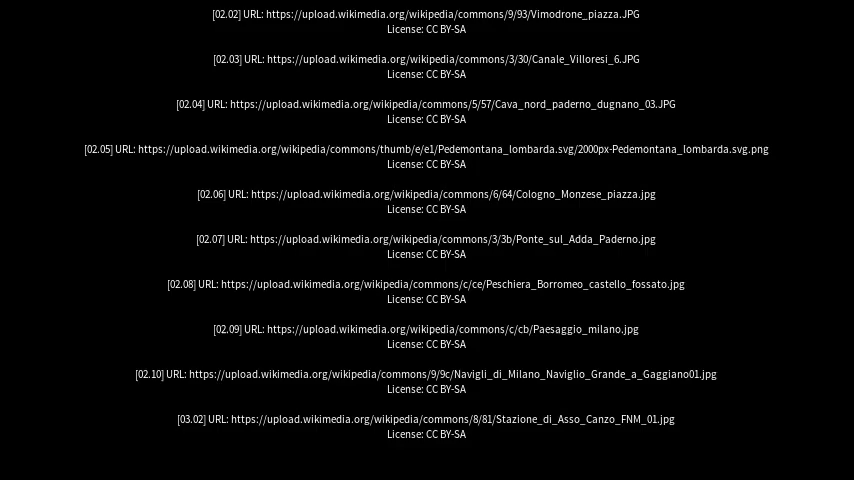 [02.02] URL: https://upload.wikimedia.org/wikipedia/commons/9/93/Vimodrone_piazza.JPG
License: CC BY-SA
[02.03] URL: https://upload.wikimedia.org/wikipedia/commons/3/30/Canale_Villoresi_6.JPG
License: CC BY-SA
[02.04] URL: https://upload.wikimedia.org/wikipedia/commons/5/57/Cava_nord_paderno_dugnano_03.JPG
License: CC BY-SA
[02.05] URL: https://upload.wikimedia.org/wikipedia/commons/thumb/e/e1/Pedemontana_lombarda.svg/2000px-Pedemontana_lombarda.svg.png
License: CC BY-SA
[02.06] URL: https://upload.wikimedia.org/wikipedia/commons/6/64/Cologno_Monzese_piazza.jpg
License: CC BY-SA
[02.07] URL: https://upload.wikimedia.org/wikipedia/commons/3/3b/Ponte_sul_Adda_Paderno.jpg
License: CC BY-SA
[02.08] URL: https://upload.wikimedia.org/wikipedia/commons/c/ce/Peschiera_Borromeo_castello_fossato.jpg
License: CC BY-SA
[02.09] URL: https://upload.wikimedia.org/wikipedia/commons/c/cb/Paesaggio_milano.jpg
License: CC BY-SA
[02.10] URL: https://upload.wikimedia.org/wikipedia/commons/9/9c/Navigli_di_Milano_Naviglio_Grande_a_Gaggiano01.jpg
License: CC BY-SA
[03.02] URL: https://upload.wikimedia.org/wikipedia/commons/8/81/Stazione_di_Asso_Canzo_FNM_01.jpg
License: CC BY-SA